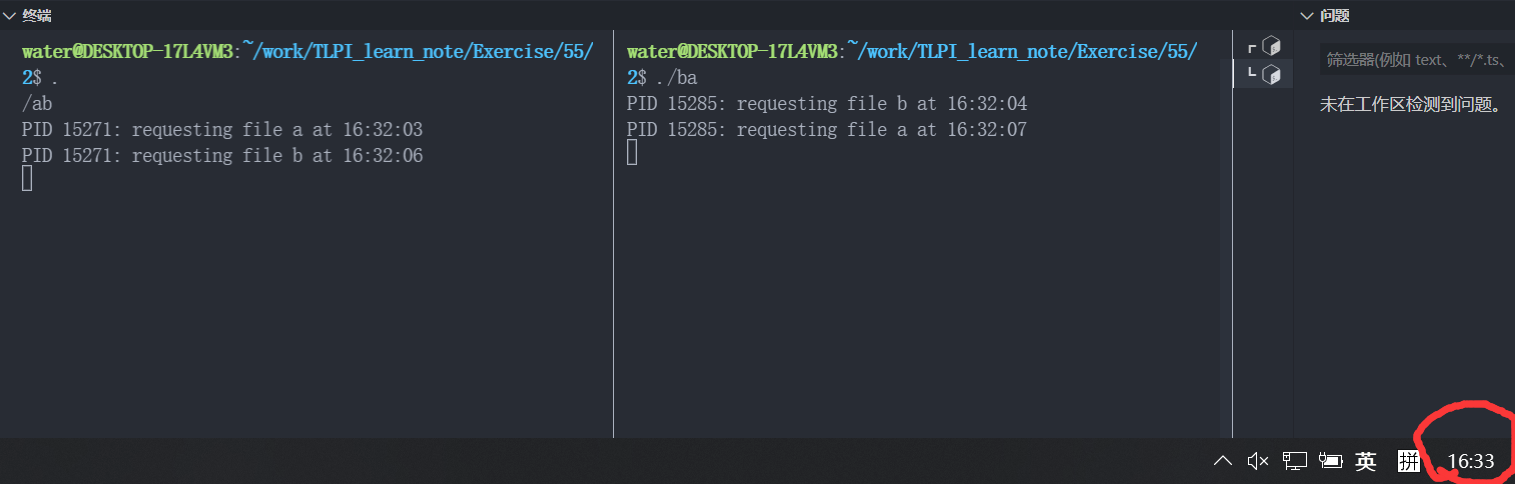 终端
water@DESKTOP-17L4VM3:~/work/TLPI_learn_note/Exercise/55/
2$ .
/ab
PID 15271: requesting file a at 16:32:03
PID 15271: requesting file b at 16:32:06
water@DESKTOP-17L4VM3:~/work/TLPI_learn_note/Exercise/55/
2$ ./ba
PID 15285: requesting file b at 16:32:04
PID 15285: requesting file a at 16:32:07
问题
筛选器(例如 text、**/*.ts、
未在工作区检测到问题。
英 拼 16:33